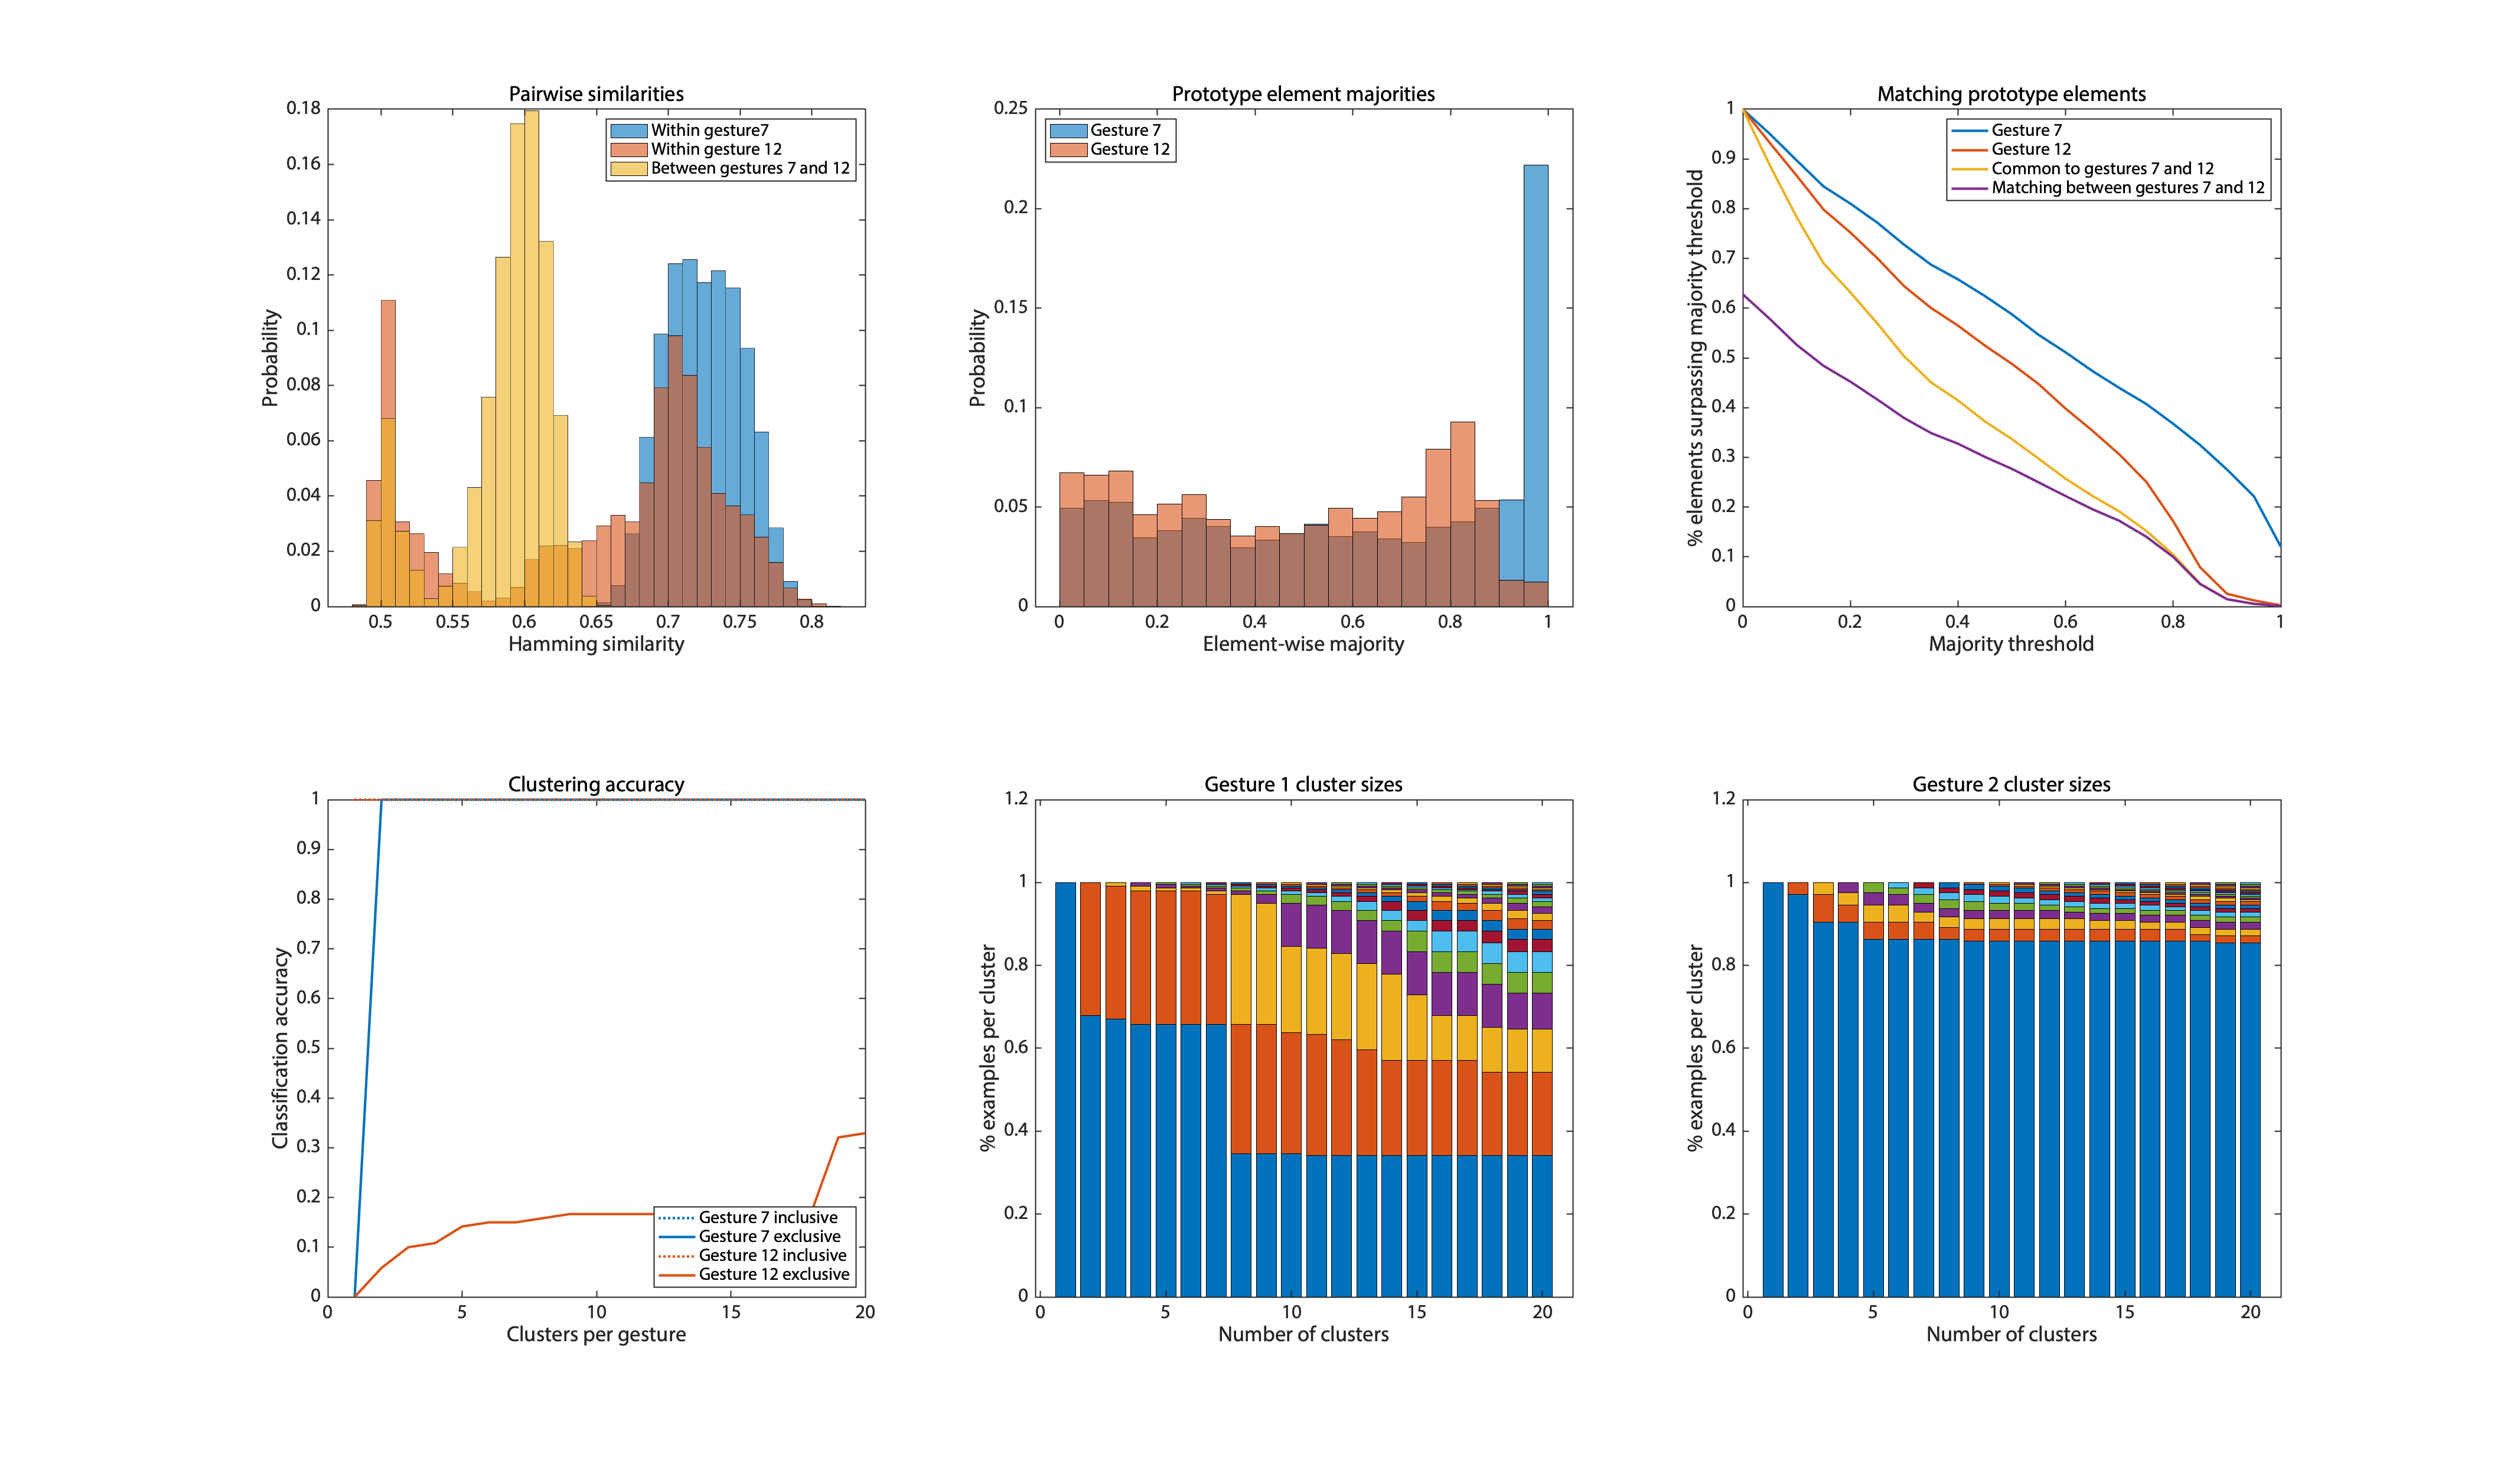 Pairwise similarities
0.18
0.16
0.14
0.12
0.1
0.08
0.06
0.04
0.02
0
Probability
Within gesture7
Within gesture 12
Between gestures 7 and 12
0.5 0.55 0.6 0.65 0.7 0.75 0.8
Hamming similarity
Prototype element majorities
0.25
0.2
0.15
0.1
0.05
0
Probability
Gesture 7
Gesture 12
0 0.2 0.4 0.6 0.8 1
Element-wise majority
Matching prototype elements
1
0.9
0.8
0.7
0.6
0.5
0.4
0.3
0.2
0.1
0
% elements surpassing majority threshold
Gesture 7
Gesture 12
Common to gestures 7 and 12
Matching between gestures 7 and 12
0 0.2 0.4 0.6 0.8 1
Majority threshold
Clustering accuracy
1
0.9
0.8
0.7
0.6
0.5
0.4
0.3
0.2
0.1
0
Classification accuracy
Gesture 7 inclusive
Gesture 7 exclusive
Gesture 12 inclusive
Gesture 12 exclusive
0 5 10 15 20
Clusters per gesture
Gesture 1 cluster sizes
1.2
1
0.8
0.6
0.4
0.2
0
% examples per cluster
0 5 10 15 20
Number of clusters
Gesture 2 cluster sizes
1.2
1
0.8
0.6
0.4
0.2
0
% examples per cluster
0 5 10 15 20
Number of clusters